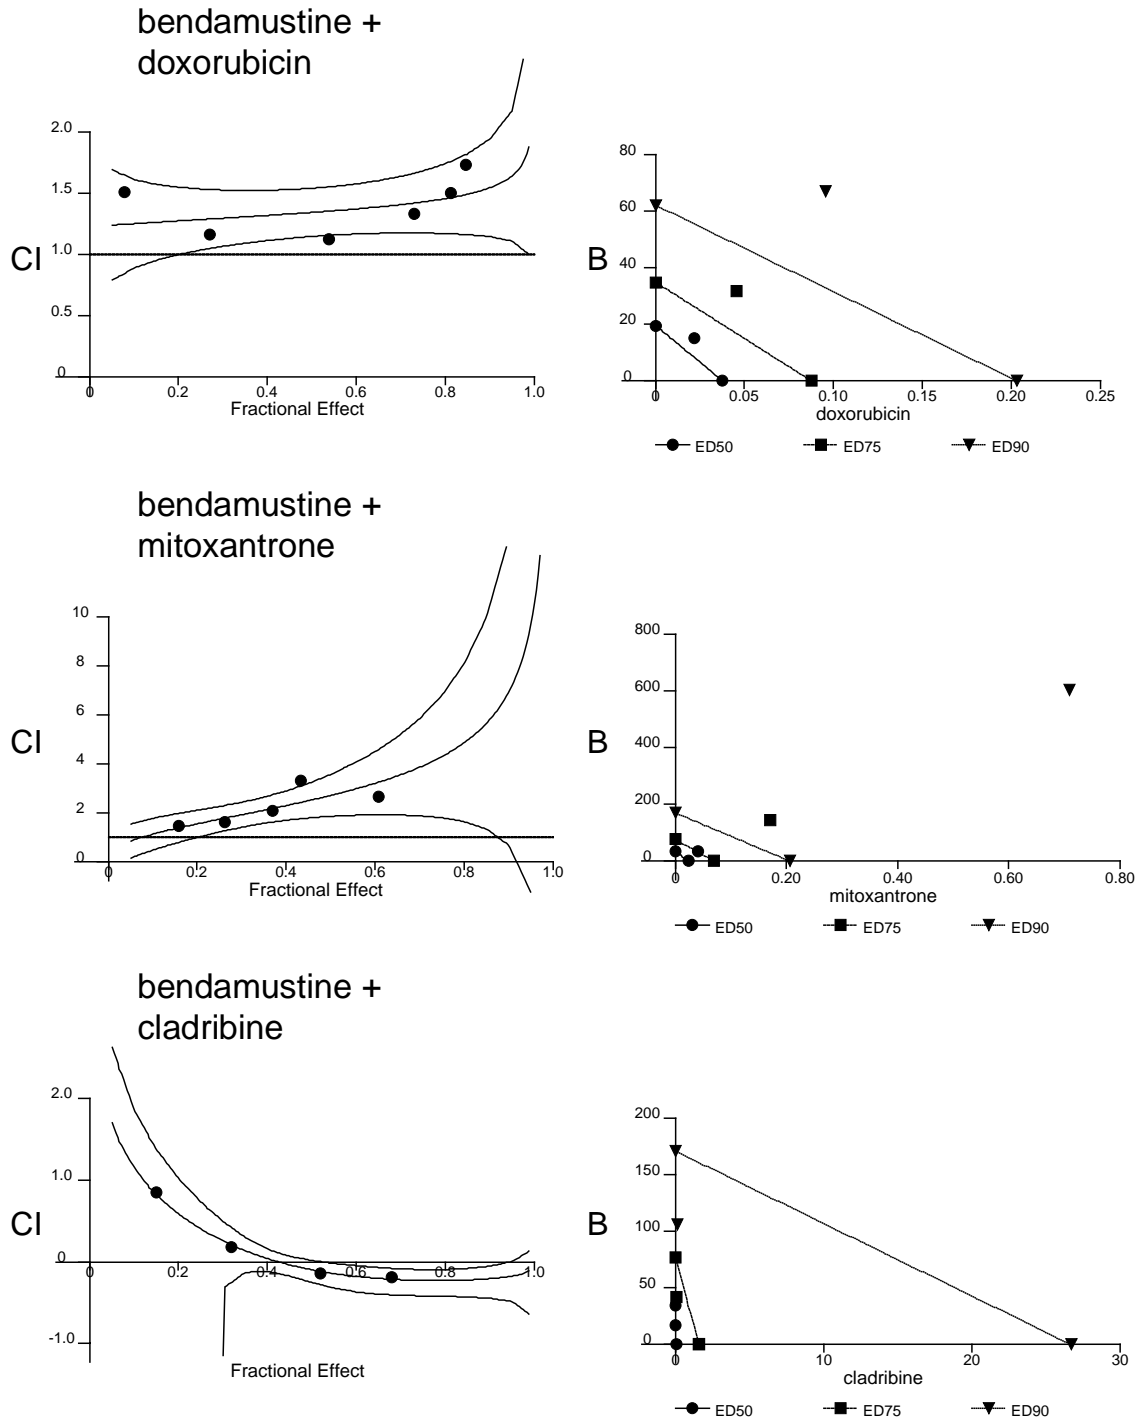 bendamustine +
doxorubicin
2.0
1.5
CI
1.0
0.5
0
0
0.2
0.4
0.6
0.8
1.0
Fractional Effect
80
60
B
40
20
0
0
0.05
0.10
0.15
0.20
0.25
doxorubicin
ED50
ED75
ED90
bendamustine +
mitoxantrone
10
8
6
CI
4
2
0
0
0.2
0.4
0.6
0.8
1.0
Fractional Effect
800
600
B
400
200
0
0
0.20
0.40
0.60
0.80
mitoxantrone
ED50
ED75
ED90
bendamustine +
cladribine
2.0
1.0
CI
0
0
0.2
0.4
0.6
0.8
1.0
-1.0
Fractional Effect
200
150
B
100
50
0
0
10
20
30
cladribine
ED50
ED75
ED90